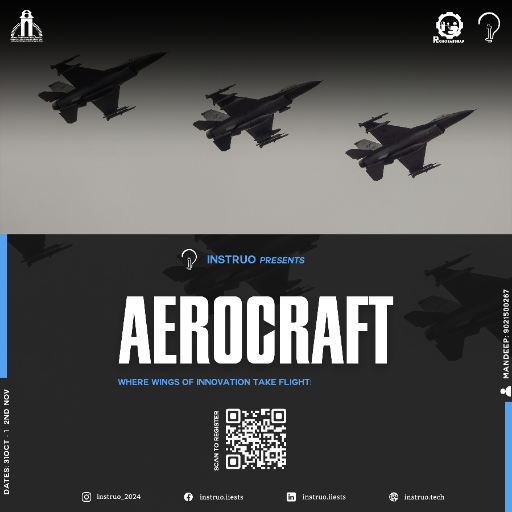 INSTRUO PRESENTS
AEROCRAFT
WHERE WINGS OF INNOVATION TAKE FLIGHT!
SCAN TO REGISTER
DATES: 31OCT - 1 2ND NOV
MANDEEP: 9021500267
instruo_2024
instruo.iiests
instruo.iiests
instruo.tech